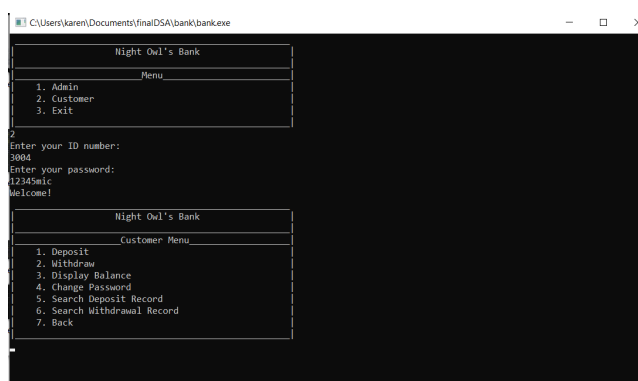 C:\Users\karen\Documents\finalDSA\bank\bank.exe
Night Owl's Bank
Menu
1. Admin
2. Customer
3. Exit
2
Enter your ID number:
3004
Enter your password:
12345mic
Welcome!
Night Owl's Bank
Customer Menu
1. Deposit
2. Withdraw
3. Display Balance
4. Change Password
5. Search Deposit Record
6. Search Withdrawal Record
7. Back